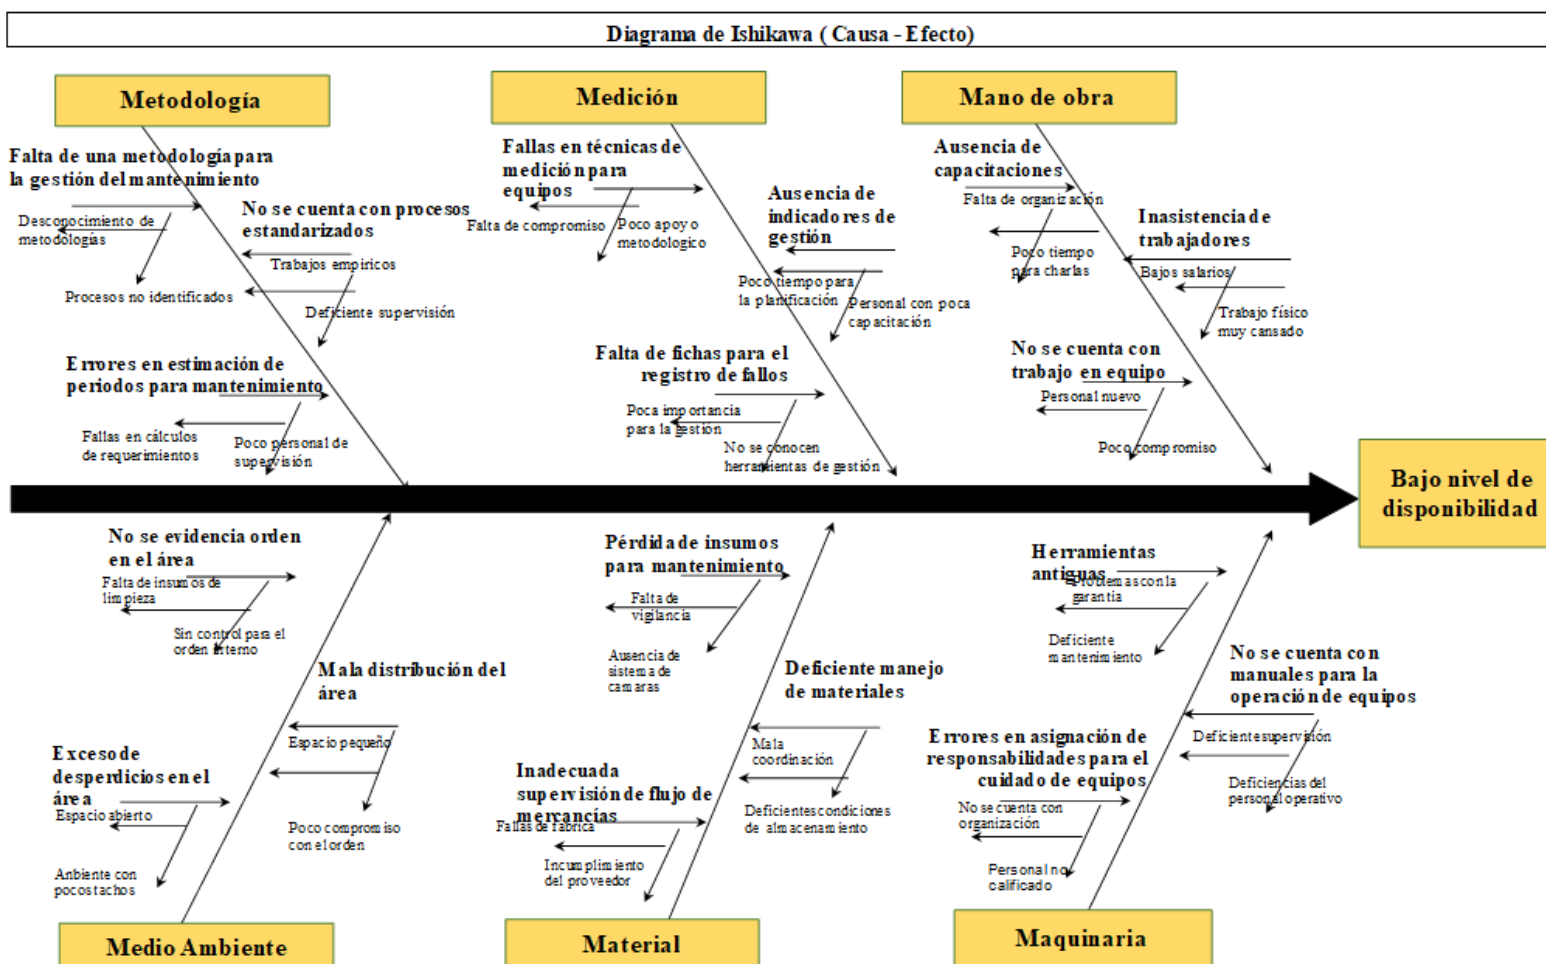 Diagrama de Ishikawa ( Causa - Efecto)
Metodología
Falta de una metodología para
la gestión del mantenimiento
Desconocimiento de
metodologías
Procesos no identificados
No se cuenta con procesos
estandarizados
Trabajos empíricos
Deficiente supervisión
Errores en estimación de
periodos para mantenimiento
Fallas en cálculos
de requerimientos
Poco personal de
supervisión
Medición
Fallas en técnicas de
medición para
equipos
Falta de compromiso
Poco apoyo
metodologico
Ausencia de
indicadores de
gestión
Poco tiempo para
la planificación
Personal con poca
capacitación
Falta de fichas para el
registro de fallos
Poca importancia
para la gestión
No se conocen
herramientas de gestión
Mano de obra
Ausencia de
capacitaciones
Falta de organización
Poco tiempo
para charlas
Inasistencia de
trabajadores
Bajos salarios
Trabajo físico
muy cansado
No se cuenta con
trabajo en equipo
Personal nuevo
Poco compromiso
Bajo nivel de
disponibilidad
No se evidencia orden
en el área
Falta de insumos de
limpieza
Sin control para el
orden interno
Mala distribución del
área
Espacio pequeño
Poco compromiso
con el orden
Exceso de
desperdicios en el
área
Espacio abierto
Anbiente con
pocos tachos
Medio Ambiente
Pérdida de insumos
para mantenimiento
Falta de
vigilancia
Ausencia de
sistema de
camaras
Deficiente manejo
de materiales
Mala
coordinación
Deficientes condiciones
de almacenamiento
Inadecuada
supervisión de flujo de
mercancías
Fallas de fabrica
Incumplimiento
del proveedor
Material
Herramientas
antiguas
Problemas con la
garantia
Deficiente
mantenimiento
No se cuenta con
manuales para la
operación de equipos
Deficiente supervisión
Deficiencias del
personal operativo
Errores en asignación de
responsabilidades para el
cuidado de equipos
No se cuenta con
organización
Personal no
calificado
Maquinaria